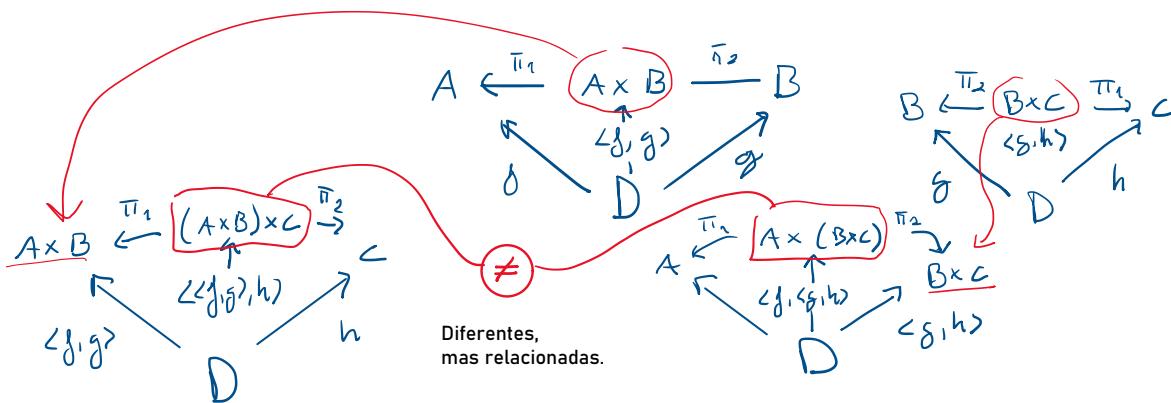 A π₁ A × B π₂ B
<f, g>
f D g
B π₂ B×C π₁ C
<g, h>
g D h
A × B π₁ (A×B)×C π₂ C
<<f,g>,h>
<f,g> D h
≠
Diferentes,
mas relacionadas.
A π₁ A × (B×C) π₂ B×C
<f,<g,h>
D <g,h>